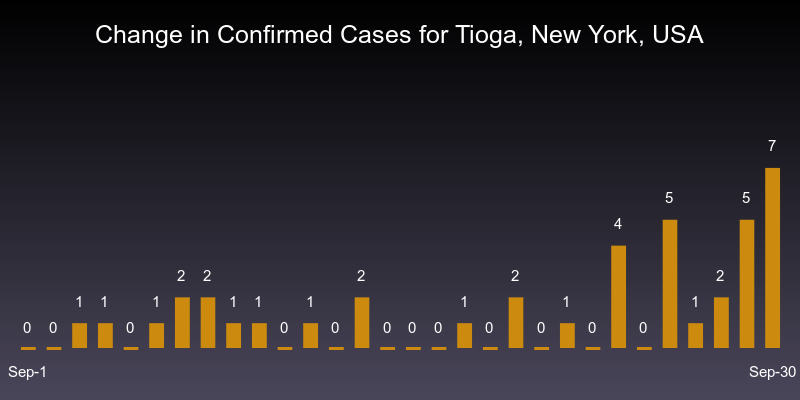 Change in Confirmed Cases for Tioga, New York, USA
7
5 5
4
2 2 2 2 2
1 1 1 1 1 1 1 1 1
0 0 0 0 0 0 0 0 0 0 0 0 0
Sep-1 Sep-30